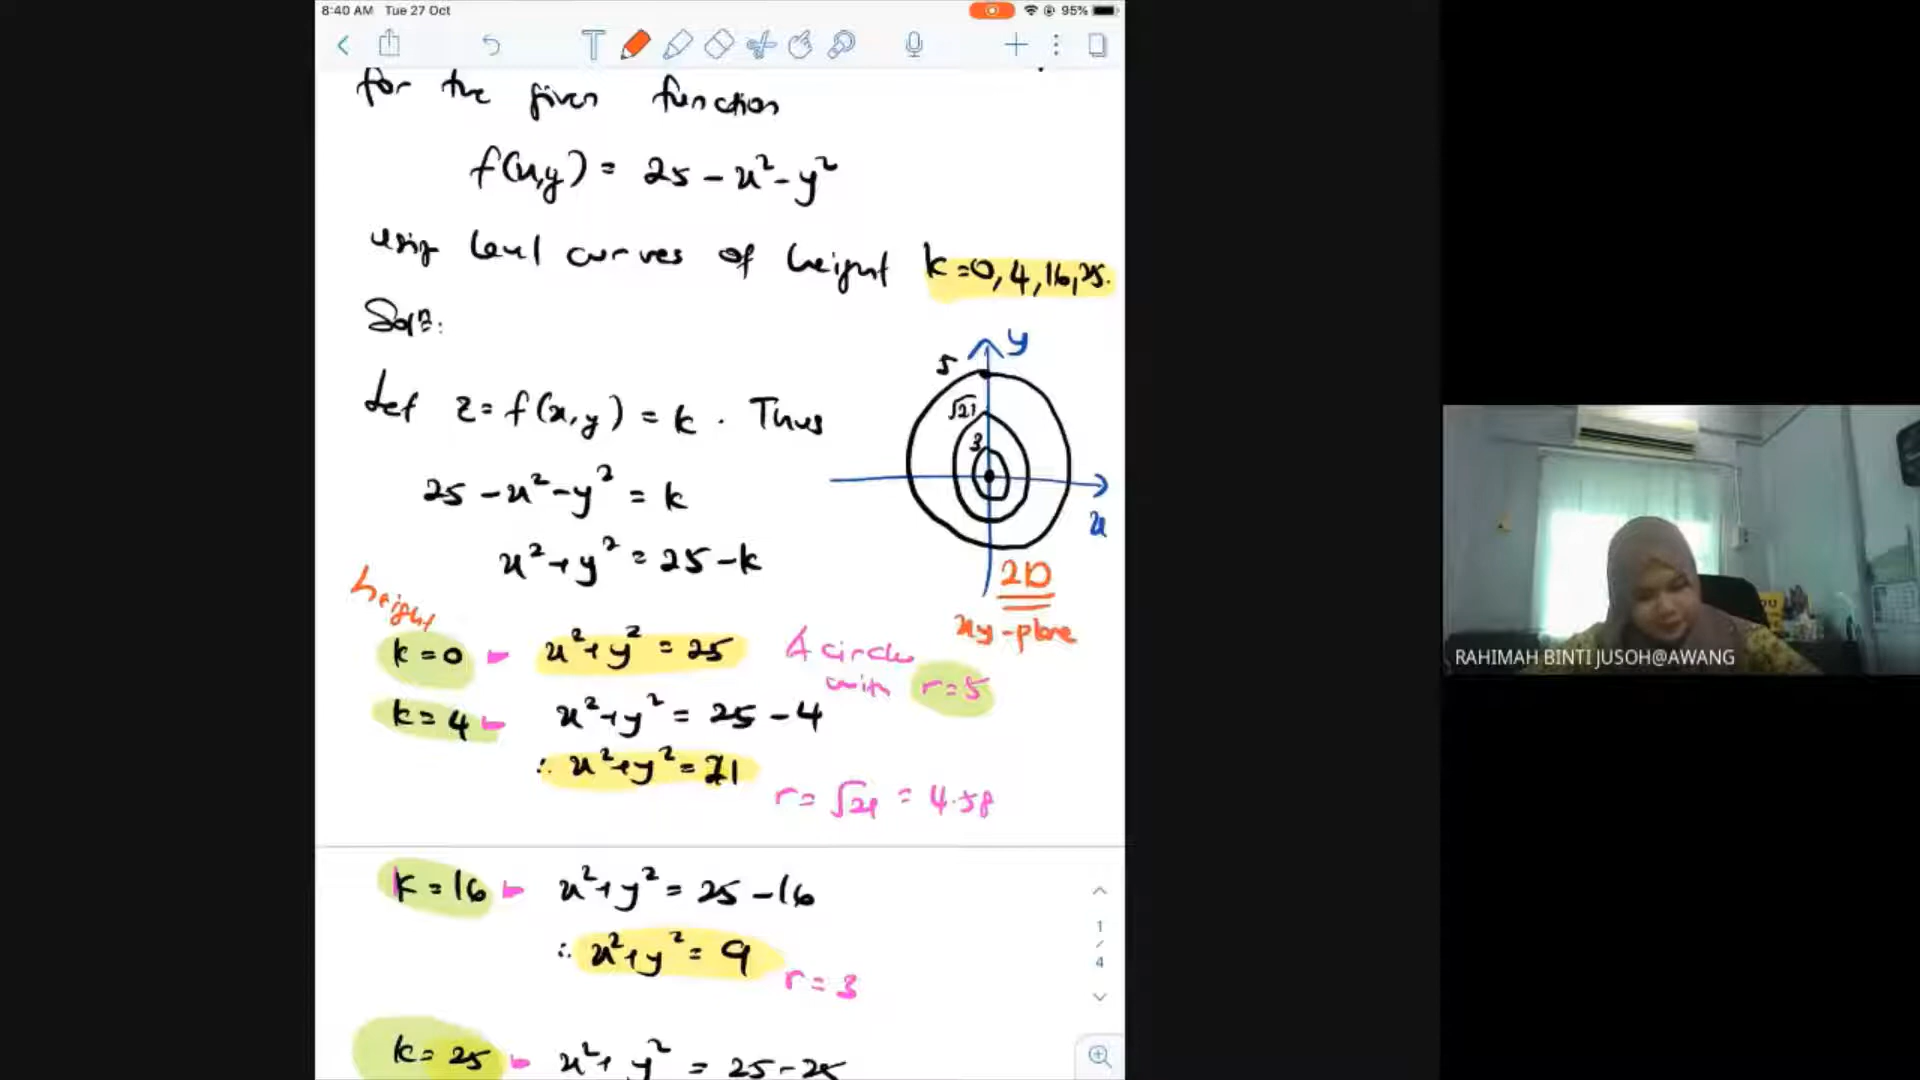 8:40 AM Tue 27 Oct
95%
for the given function
f(x,y) = 25 - x² - y²
using level curves of height k=0, 4, 16, 25.
Solⁿ:
y
5
√21
3
x
2D
xy-plane
Let z = f(x,y) = k. Thus
25 - x² - y² = k
x² + y² = 25 - k
height
k=0 x² + y² = 25 A circle
with r=5
k=4 x² + y² = 25 - 4
∴ x² + y² = 21
r = √21 = 4.58
k=16 x² + y² = 25 - 16
∴ x² + y² = 9
r = 3
k=25 x² + y² = 25 - 25
1
/
4
RAHIMAH BINTI JUSOH@AWANG